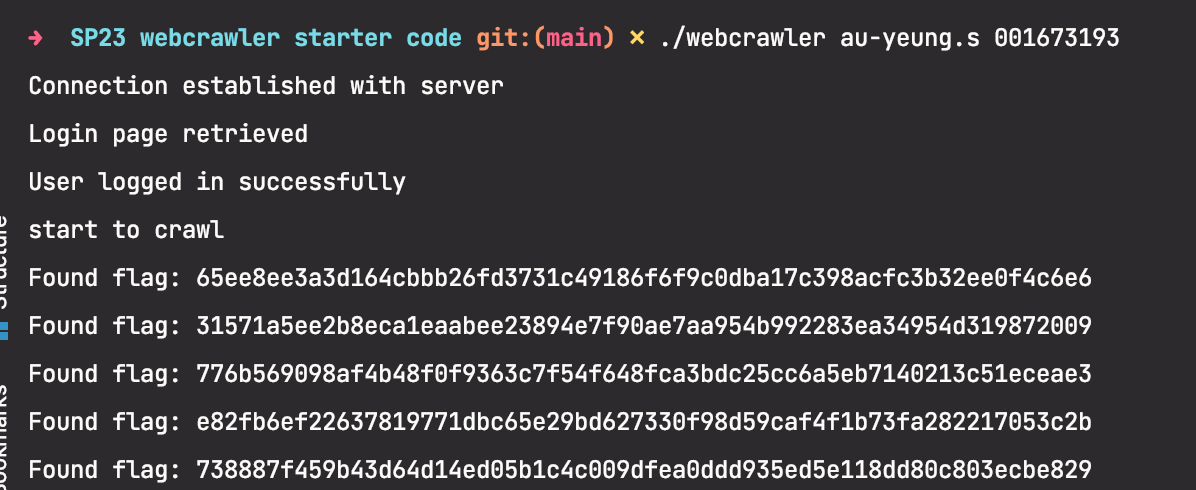 → SP23 webcrawler starter code git:(main) ✗ ./webcrawler au-yeung.s 001673193
Connection established with server
Login page retrieved
User logged in successfully
start to crawl
Found flag: 65ee8ee3a3d164cbbb26fd3731c49186f6f9c0dba17c398acfc3b32ee0f4c6e6
Found flag: 31571a5ee2b8eca1eaabee23894e7f90ae7aa954b992283ea34954d319872009
Found flag: 776b569098af4b48f0f9363c7f54f648fca3bdc25cc6a5eb7140213c51eceae3
Found flag: e82fb6ef22637819771dbc65e29bd627330f98d59caf4f1b73fa282217053c2b
Found flag: 738887f459b43d64d14ed05b1c4c009dfea0ddd935ed5e118dd80c803ecbe829
Structure